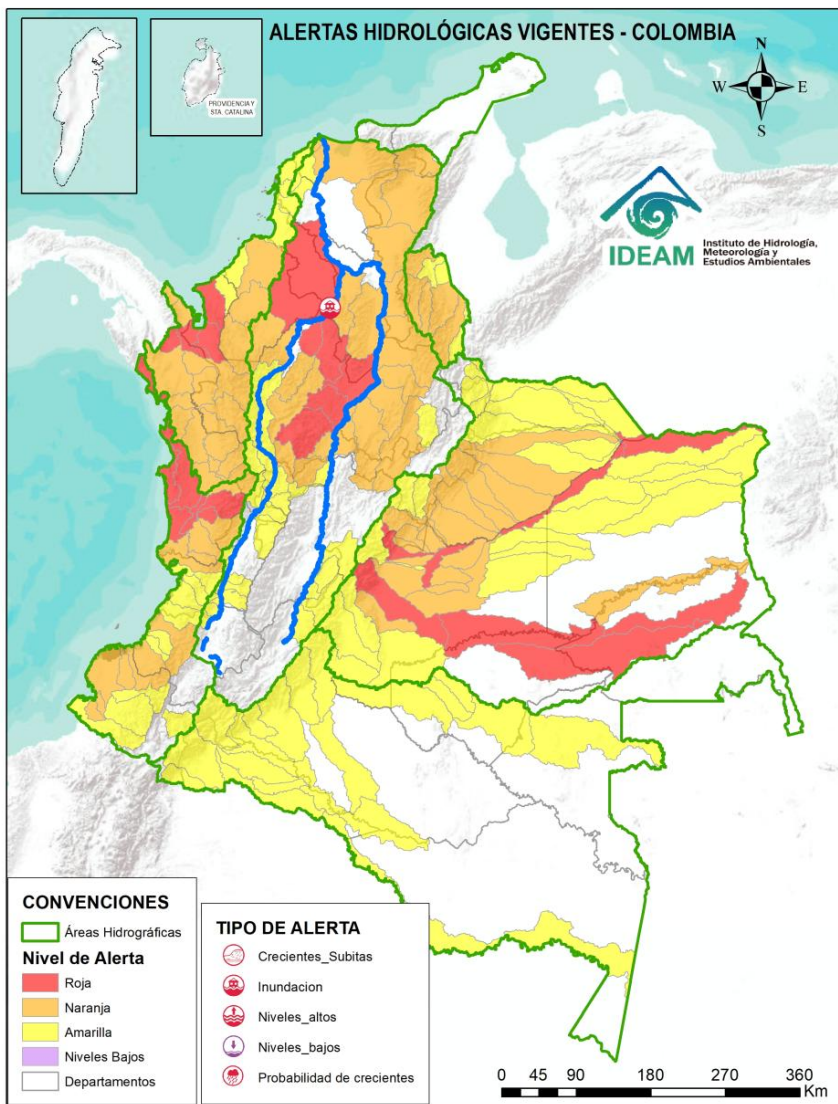 ALERTAS HIDROLÓGICAS VIGENTES - COLOMBIA
PROVIDENCIA Y
STA. CATALINA
N
W
E
S
IDEAM
Instituto de Hidrología,
Meteorología y
Estudios Ambientales
CONVENCIONES
Áreas Hidrográficas
Nivel de Alerta
Roja
Naranja
Amarilla
Niveles Bajos
Departamentos
TIPO DE ALERTA
Crecientes_Subitas
Inundacion
Niveles_altos
Niveles_bajos
Probabilidad de crecientes
0 45 90 180 270 360
Km